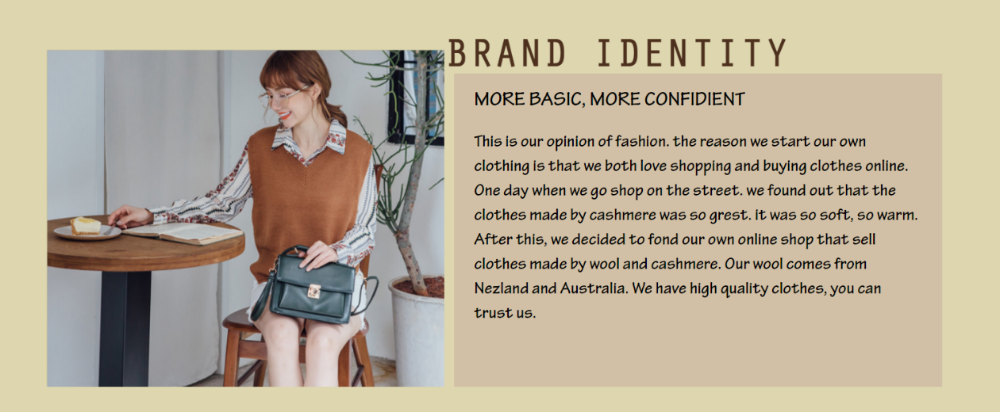 BRAND IDENTITY
MORE BASIC, MORE CONFIDIENT
This is our opinion of fashion. the reason we start our own
clothing is that we both love shopping and buying clothes online.
One day when we go shop on the street. we found out that the
clothes made by cashmere was so grest. it was so soft, so warm.
After this, we decided to fond our own online shop that sell
clothes made by wool and cashmere. Our wool comes from
Nezland and Australia. We have high quality clothes, you can
trust us.